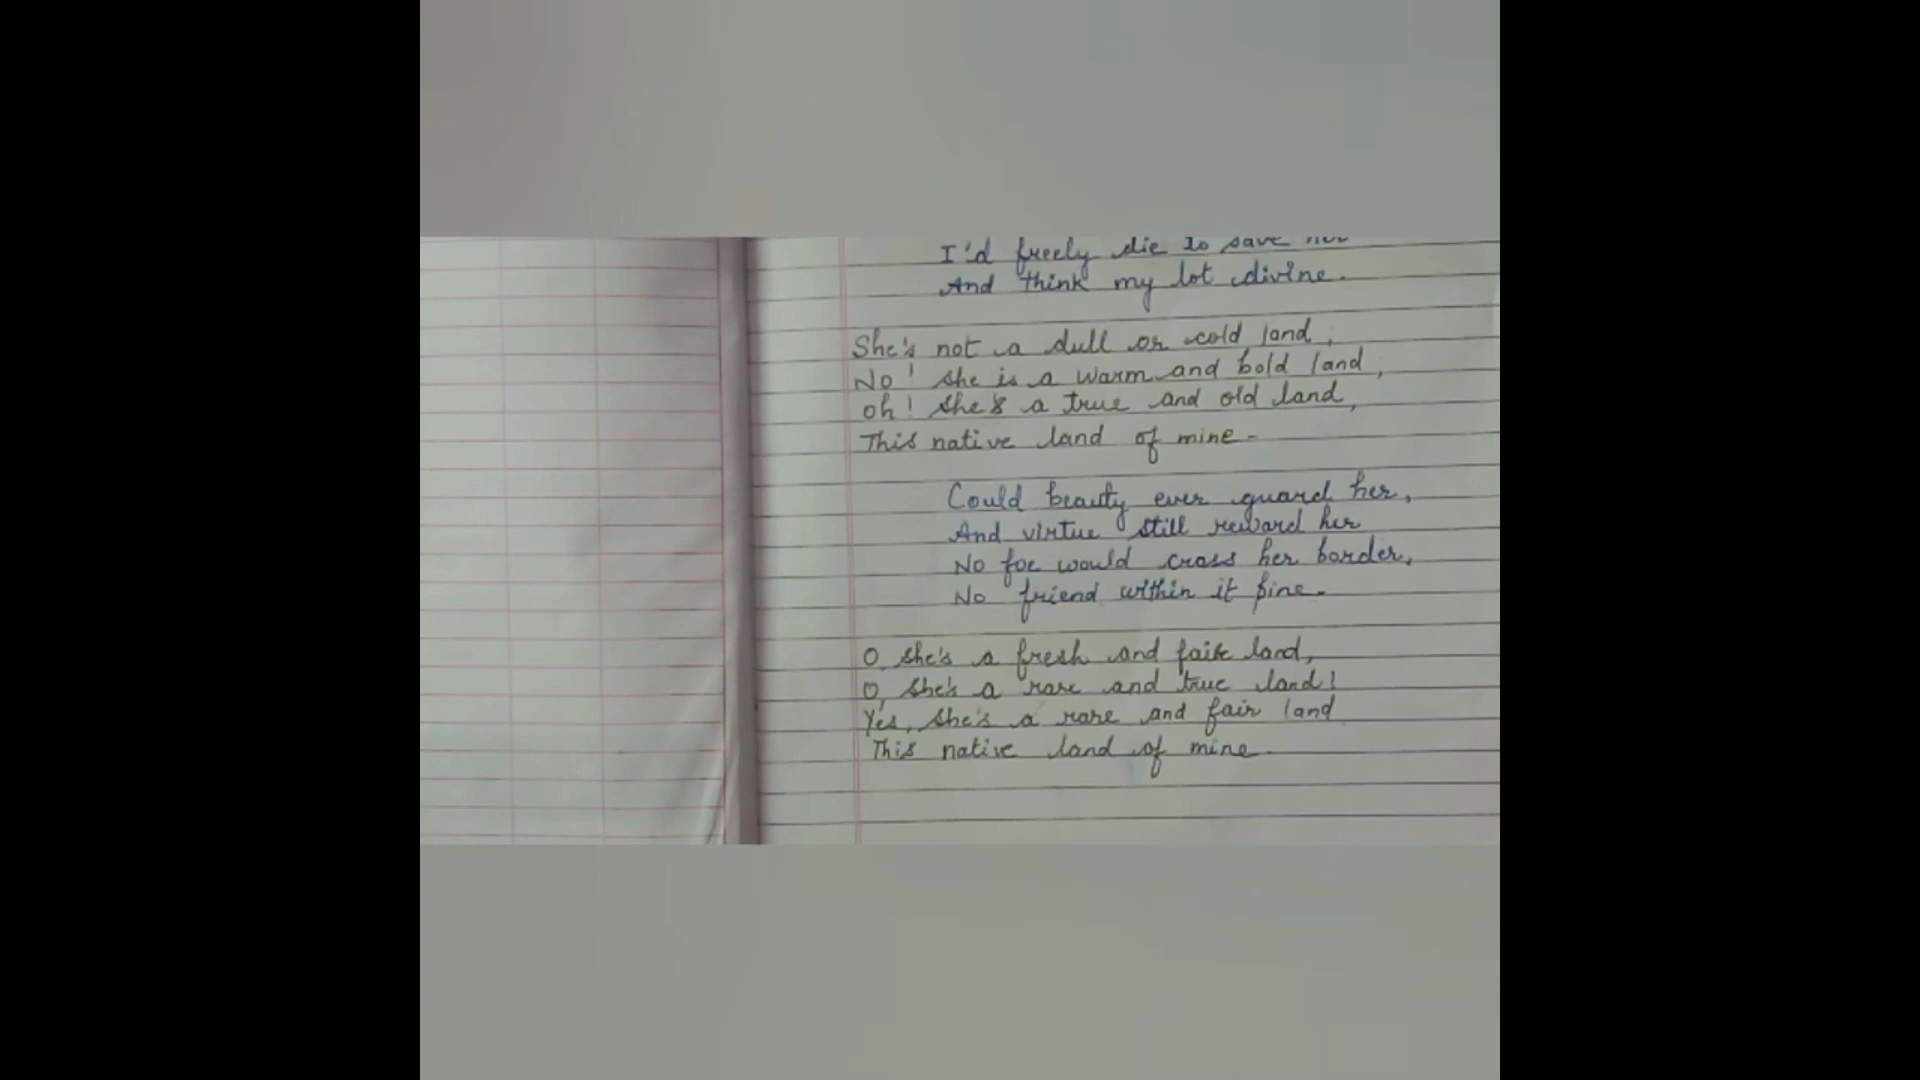 I'd freely die to save her
And think my lot divine.
She's not a dull or cold land,
No! she is a warm and bold land,
Oh! she's a true and old land,
This native land of mine.
Could beauty ever guard her,
And virtue still reward her
No foe would cross her border,
No friend within it pine.
O, she's a fresh and fair land,
O, she's a rare and true land!
Yes, she's a rare and fair land
This native land of mine.